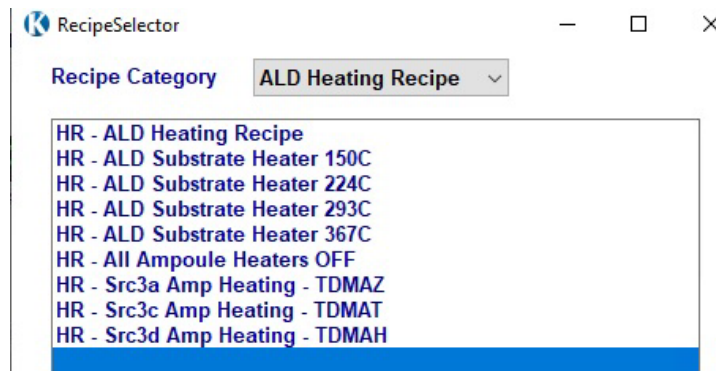 RecipeSelector
Recipe Category ALD Heating Recipe
HR - ALD Heating Recipe
HR - ALD Substrate Heater 150C
HR - ALD Substrate Heater 224C
HR - ALD Substrate Heater 293C
HR - ALD Substrate Heater 367C
HR - All Ampoule Heaters OFF
HR - Src3a Amp Heating - TDMAZ
HR - Src3c Amp Heating - TDMAT
HR - Src3d Amp Heating - TDMAH